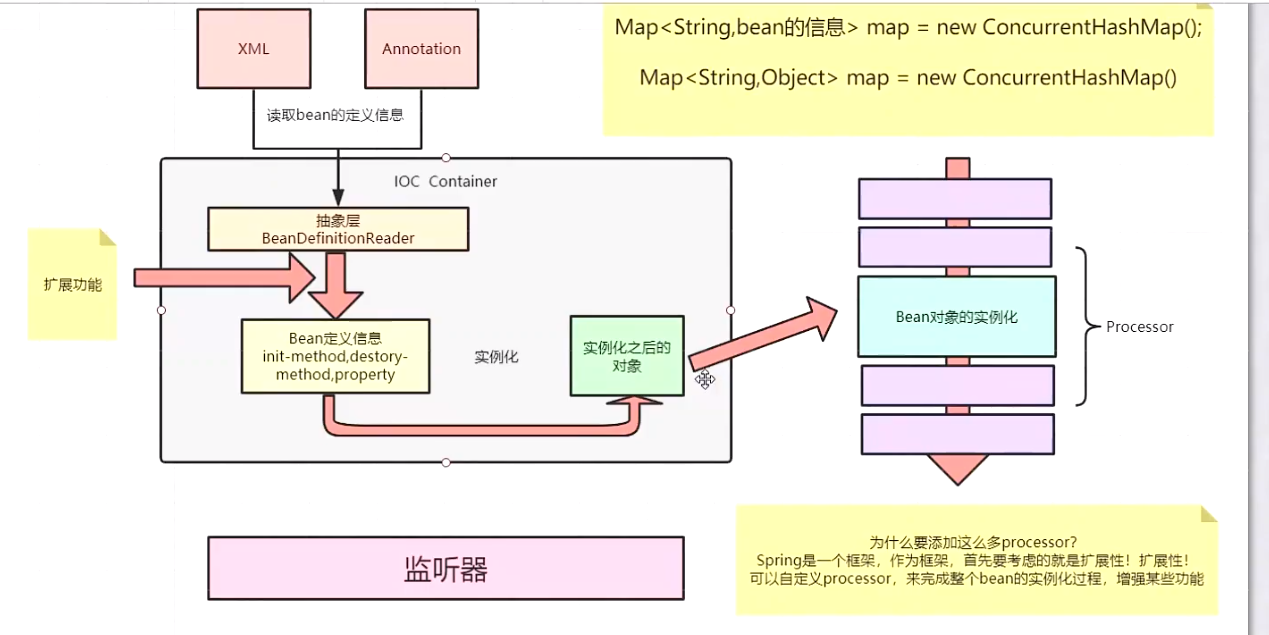 XML
Annotation
读取bean的定义信息
Map<String,bean的信息> map = new ConcurrentHashMap();
Map<String,Object> map = new ConcurrentHashMap()
IOC Container
抽象层
BeanDefinitionReader
扩展功能
Bean定义信息
init-method,destory-
method,property
实例化
实例化之后的
对象
Bean对象的实例化
Processor
监听器
为什么要添加这么多processor?
Spring是一个框架，作为框架，首先要考虑的就是扩展性！扩展性！
可以自定义processor，来完成整个bean的实例化过程，增强某些功能